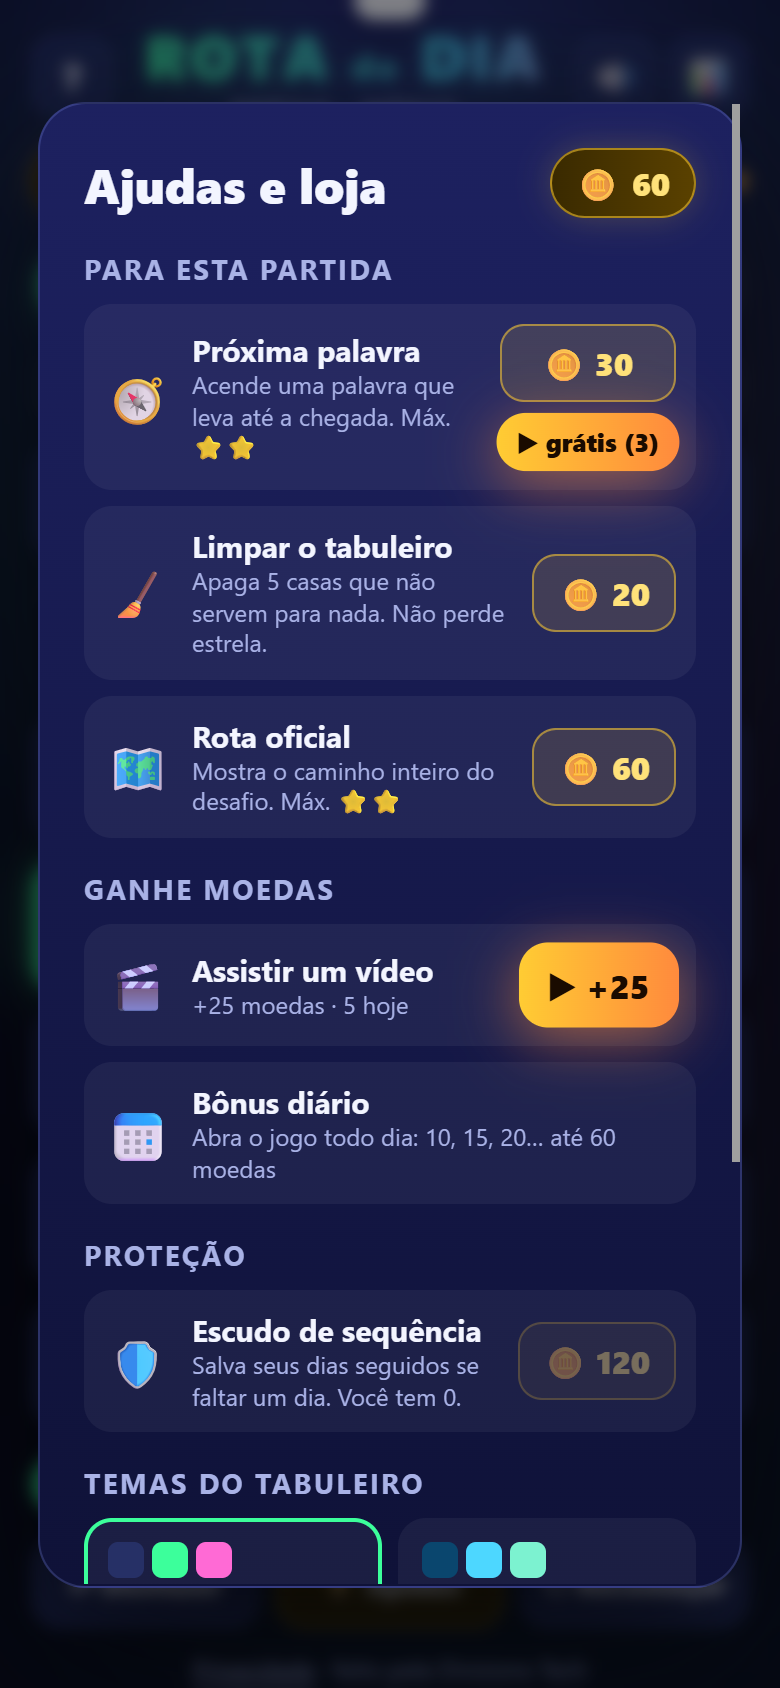 ROTA do DIA
Ajudas e loja
60
PARA ESTA PARTIDA
Próxima palavra
Acende uma palavra que
leva até a chegada. Máx.
⭐⭐
30
▶ grátis (3)
Limpar o tabuleiro
Apaga 5 casas que não
servem para nada. Não perde
estrela.
20
Rota oficial
Mostra o caminho inteiro do
desafio. Máx. ⭐⭐
60
GANHE MOEDAS
Assistir um vídeo
+25 moedas · 5 hoje
▶ +25
Bônus diário
Abra o jogo todo dia: 10, 15, 20... até 60
moedas
PROTEÇÃO
Escudo de sequência
Salva seus dias seguidos se
faltar um dia. Você tem 0.
120
TEMAS DO TABULEIRO